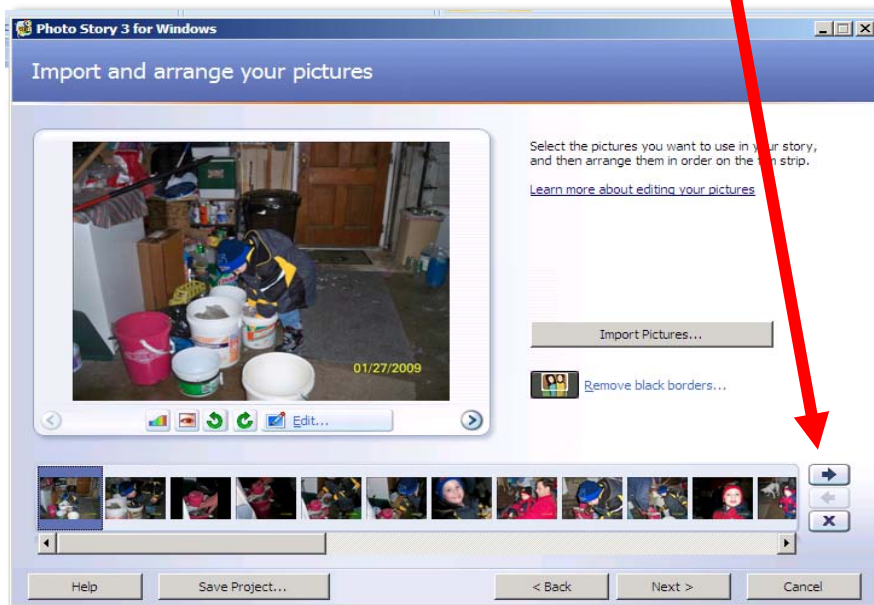 Photo Story 3 for Windows
Import and arrange your pictures
Select the pictures you want to use in your story,
and then arrange them in order on the strip.
Learn more about editing your pictures
Import Pictures...
01/27/2009
Remove black borders...
Edit...
Help
Save Project...
< Back
Next >
Cancel